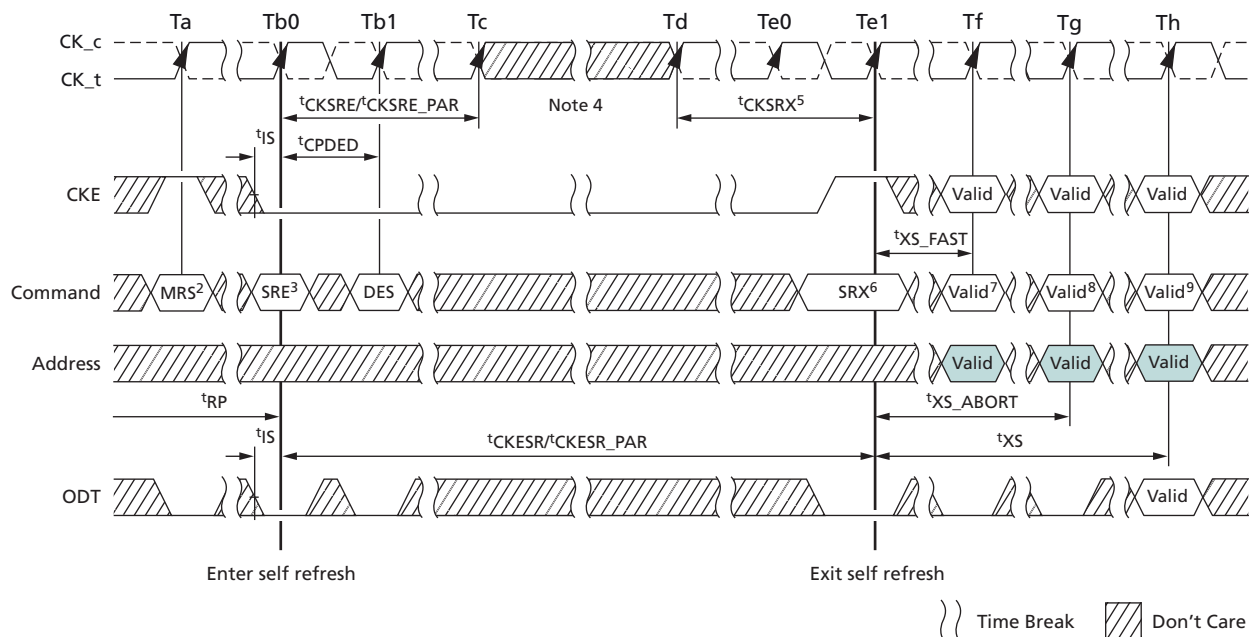 Ta Tb0 Tb1 Tc Td Te0 Te1 Tf Tg Th
CK_c
CK_t
tCKSRE/tCKSRE_PAR Note 4 tCKSRX5
tIS tCPDED
CKE Valid Valid Valid
tXS_FAST
Command MRS2 SRE3 DES SRX6 Valid7 Valid8 Valid9
Address Valid Valid Valid
tRP tXS_ABORT
tIS tCKESR/tCKESR_PAR tXS
ODT Valid
Enter self refresh Exit self refresh
Time Break Don't Care